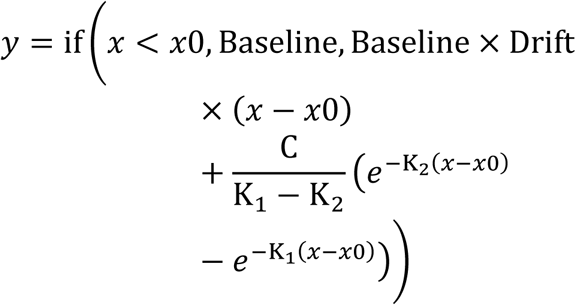 y = if(x < x0, Baseline, Baseline × Drift
× (x − x0)
+ C/(K₁ − K₂) (e^(−K₂(x−x0))
− e^(−K₁(x−x0))))